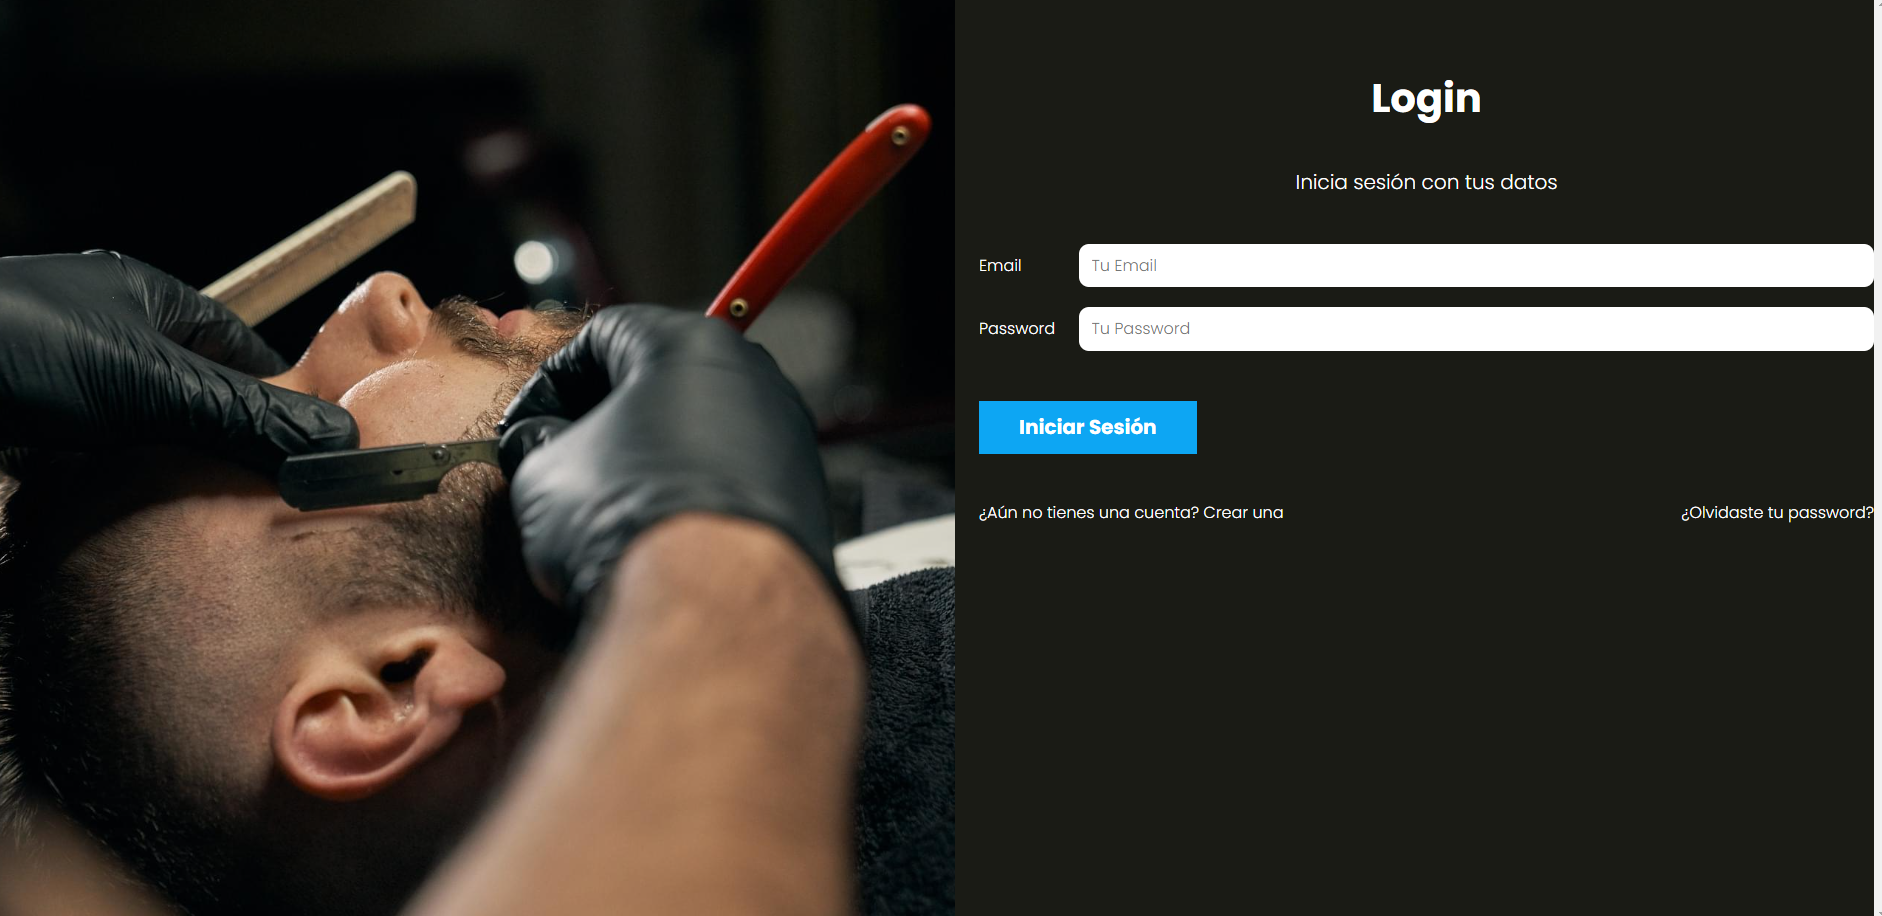 Login
Inicia sesión con tus datos
Email
Tu Email
Password
Tu Password
Iniciar Sesión
¿Aún no tienes una cuenta? Crear una
¿Olvidaste tu password?